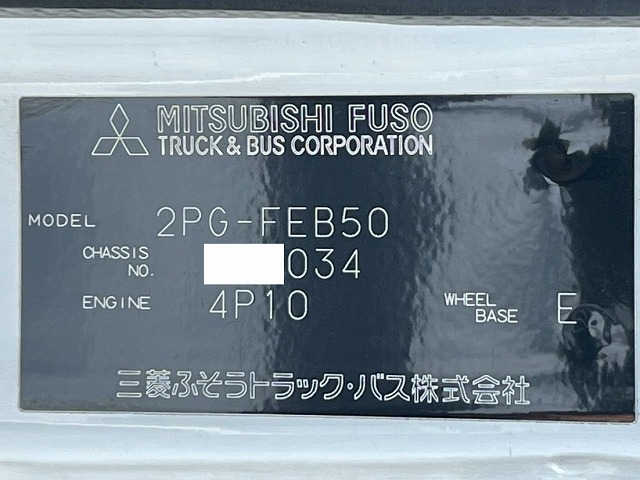 MITSUBISHI FUSO
TRUCK & BUS CORPORATION
MODEL 2PG-FEB50
CHASSIS NO. 034
ENGINE 4P10 WHEEL BASE E
三菱ふそうトラック・バス株式会社